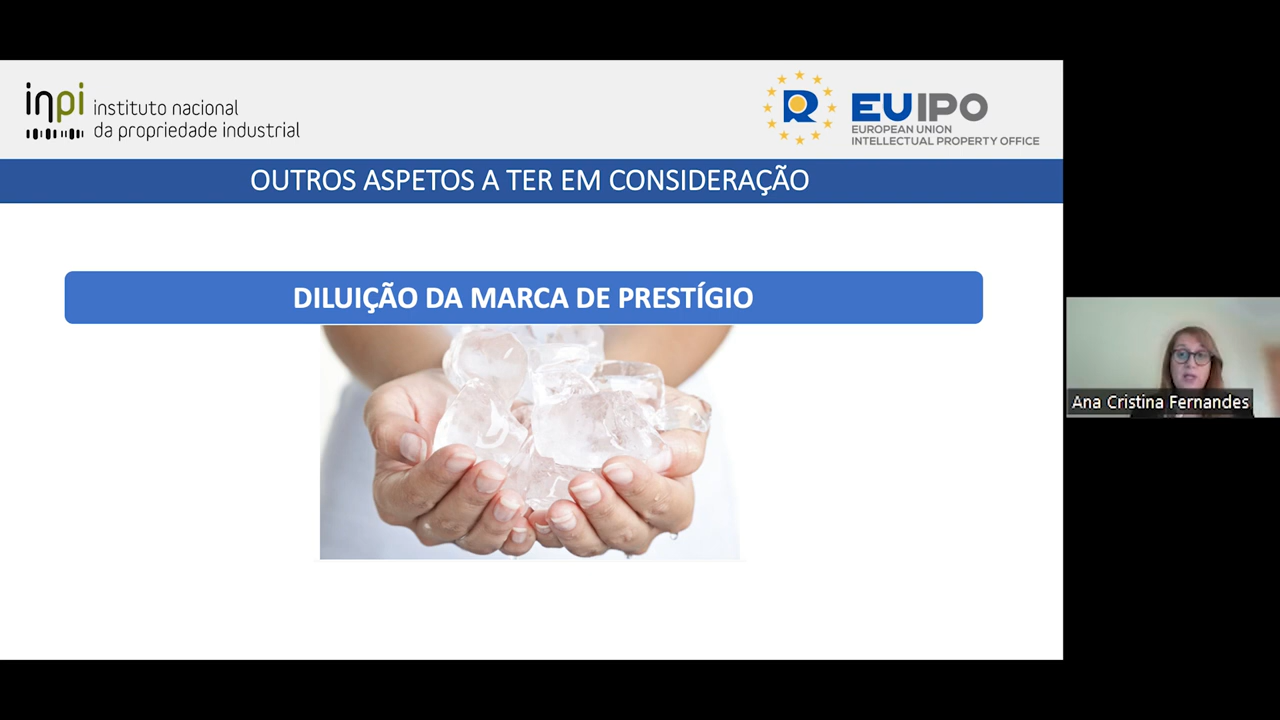 inpi instituto nacional
da propriedade industrial
R
EUIPO
EUROPEAN UNION
INTELLECTUAL PROPERTY OFFICE
OUTROS ASPETOS A TER EM CONSIDERAÇÃO
DILUIÇÃO DA MARCA DE PRESTÍGIO
Ana Cristina Fernandes